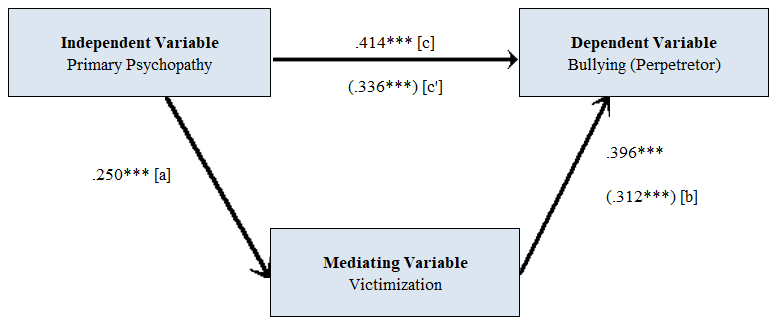 Independent Variable
Primary Psychopathy
.414*** [c]
(.336***) [c']
Dependent Variable
Bullying (Perpetretor)
.250*** [a]
.396***
(.312***) [b]
Mediating Variable
Victimization